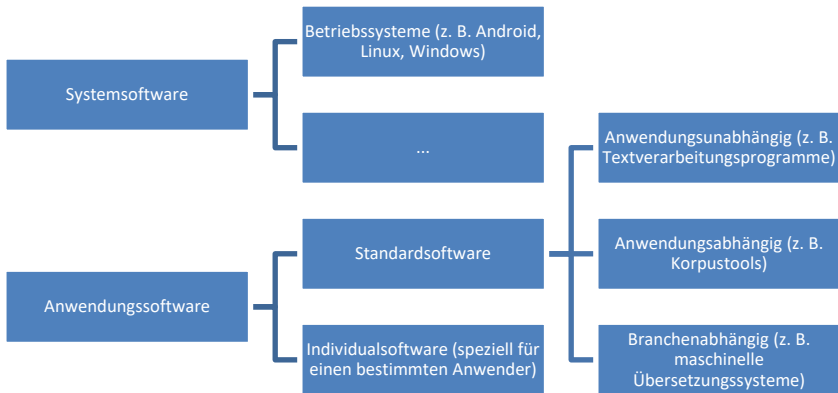 Systemsoftware
Betriebssysteme (z. B. Android,
Linux, Windows)
...
Anwendungssoftware
Standardsoftware
Anwendungsunabhängig (z. B.
Textverarbeitungsprogramme)
Anwendungsabhängig (z. B.
Korpustools)
Branchenabhängig (z. B.
maschinelle
Übersetzungssysteme)
Individualsoftware (speziell für
einen bestimmten Anwender)